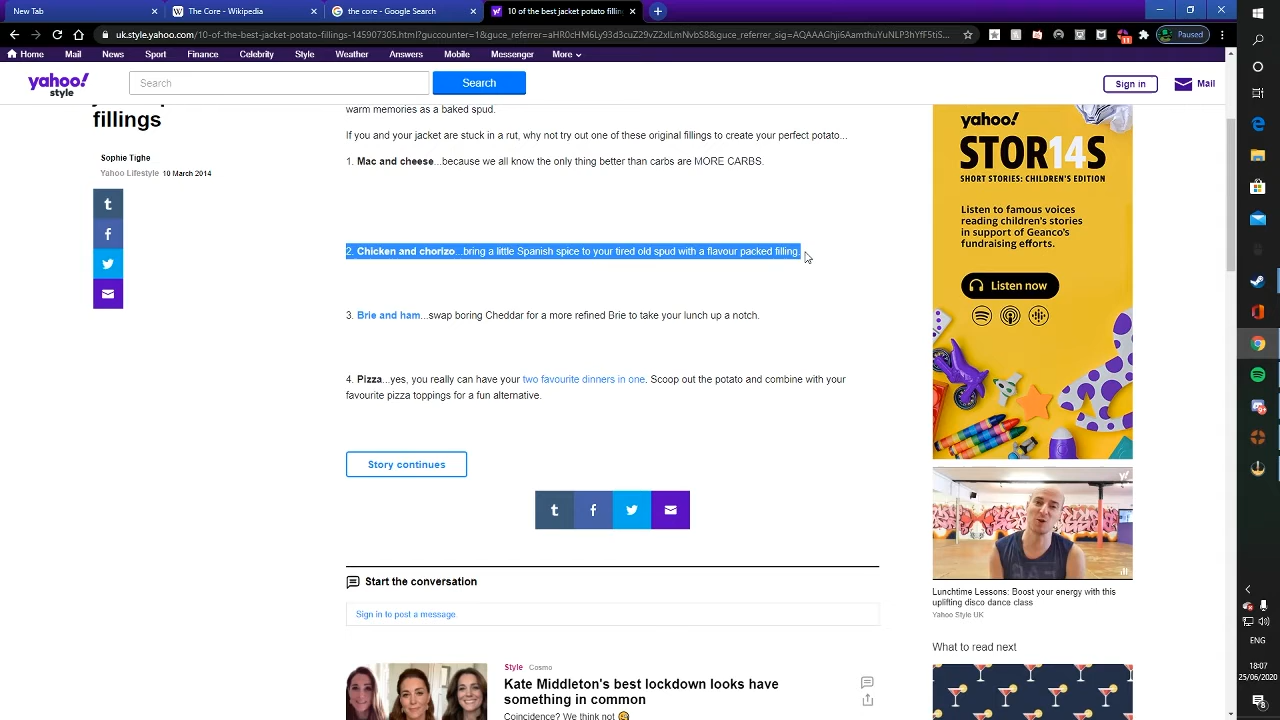 New Tab
The Core - Wikipedia
the core - Google Search
10 of the best jacket potato filling
uk.style.yahoo.com/10-of-the-best-jacket-potato-fillings-145907305.html?guccounter=1&guce_referrer=
Paused
Home
Mail
News
Sport
Finance
Celebrity
Style
Weather
Answers
Mobile
Messenger
More
yahoo!
style
Search
Search
Sign in
Mail
fillings
Sophie Tighe
Yahoo Lifestyle 10 March 2014
warm memories as a baked spud.
If you and your jacket are stuck in a rut, why not try out one of these original fillings to create your perfect potato...
1. Mac and cheese...because we all know the only thing better than carbs are MORE CARBS.
2. Chicken and chorizo...bring a little Spanish spice to your tired old spud with a flavour packed filling.
3. Brie and ham...swap boring Cheddar for a more refined Brie to take your lunch up a notch.
4. Pizza...yes, you really can have your two favourite dinners in one. Scoop out the potato and combine with your
favourite pizza toppings for a fun alternative.
Story continues
Start the conversation
Sign in to post a message.
Style Cosmo
Kate Middleton's best lockdown looks have
something in common
Coincidence? We think not
yahoo!
STOR14S
SHORT STORIES: CHILDREN'S EDITION
Listen to famous voices
reading children's stories
in support of Geanco's
fundraising efforts.
Listen now
Lunchtime Lessons: Boost your energy with this
uplifting disco dance class
Yahoo Style UK
What to read next
ENG
18:07
25/06/2020